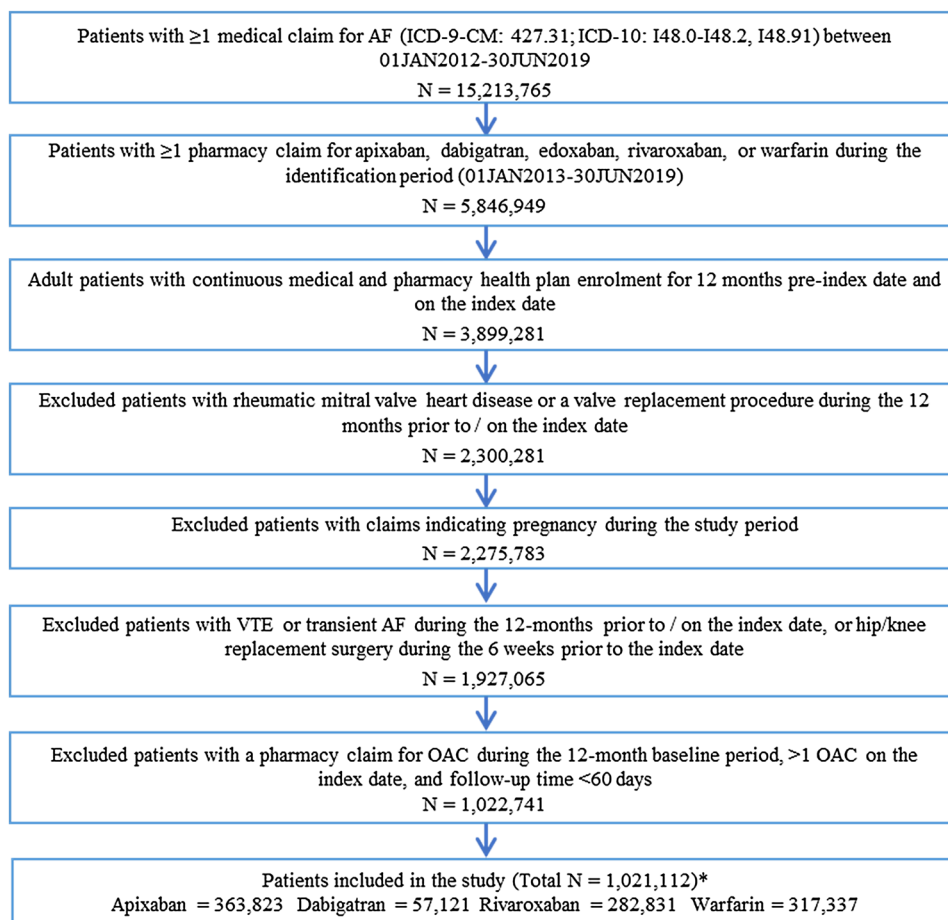 Patients with ≥1 medical claim for AF (ICD-9-CM: 427.31; ICD-10: I48.0-I48.2, I48.91) between
01JAN2012-30JUN2019
N = 15,213,765
Patients with ≥1 pharmacy claim for apixaban, dabigatran, edoxaban, rivaroxaban, or warfarin during the
identification period (01JAN2013-30JUN2019)
N = 5,846,949
Adult patients with continuous medical and pharmacy health plan enrolment for 12 months pre-index date and
on the index date
N = 3,899,281
Excluded patients with rheumatic mitral valve heart disease or a valve replacement procedure during the 12
months prior to / on the index date
N = 2,300,281
Excluded patients with claims indicating pregnancy during the study period
N = 2,275,783
Excluded patients with VTE or transient AF during the 12-months prior to / on the index date, or hip/knee
replacement surgery during the 6 weeks prior to the index date
N = 1,927,065
Excluded patients with a pharmacy claim for OAC during the 12-month baseline period, >1 OAC on the
index date, and follow-up time <60 days
N = 1,022,741
Patients included in the study (Total N = 1,021,112)*
Apixaban = 363,823 Dabigatran = 57,121 Rivaroxaban = 282,831 Warfarin = 317,337